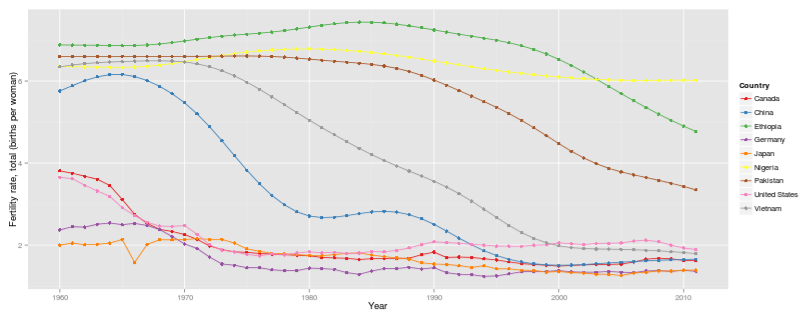 Fertility rate, total (births per woman)
6
4
2
1960 1970 1980 1990 2000 2010
Year
Country
Canada
China
Ethiopia
Germany
Japan
Nigeria
Pakistan
United States
Vietnam